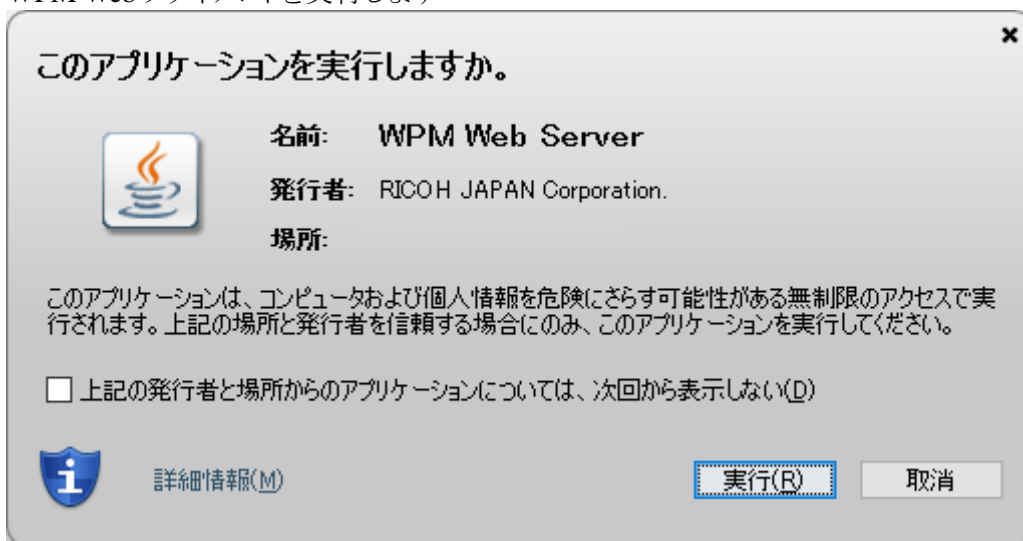 このアプリケーションを実行しますか。
名前: WPM Web Server
発行者: RICOH JAPAN Corporation.
場所:
このアプリケーションは、コンピュータおよび個人情報を危険にさらす可能性がある無制限のアクセスで実
行されます。上記の場所と発行者を信頼する場合にのみ、このアプリケーションを実行してください。
上記の発行者と場所からのアプリケーションについては、次回から表示しない(D)
詳細情報(M)
実行(R)
取消